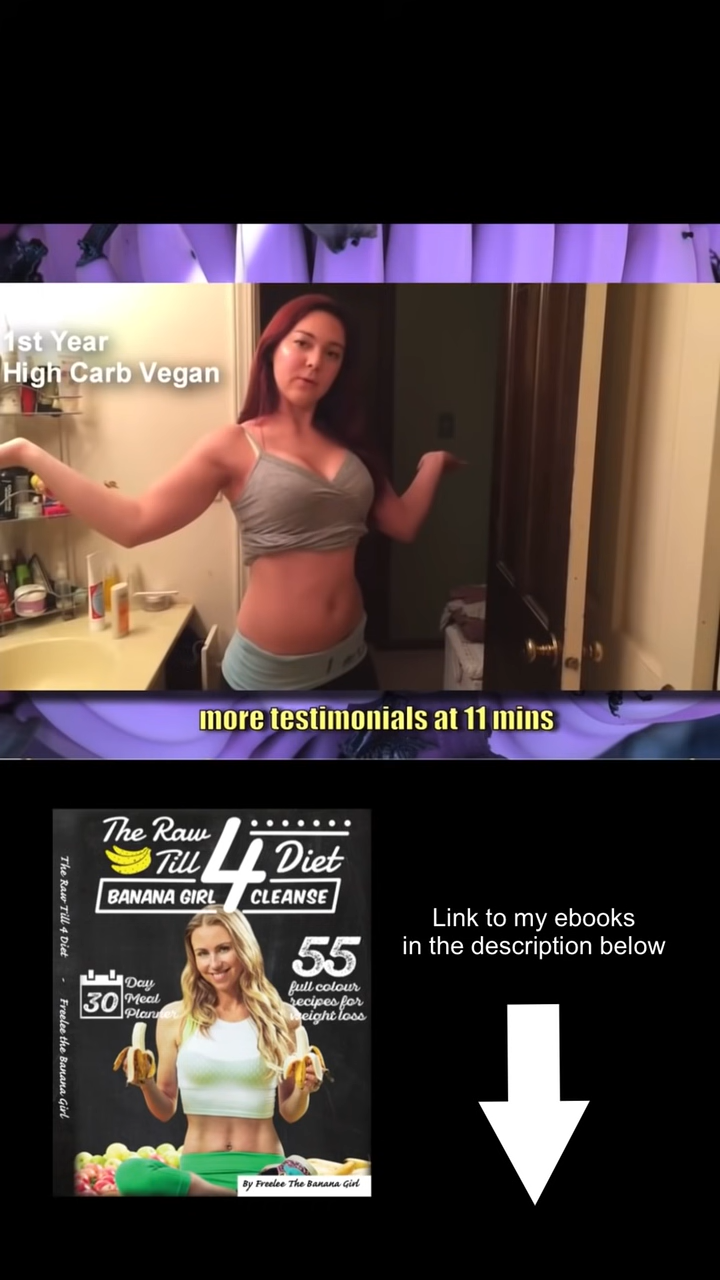 1st Year
High Carb Vegan
more testimonials at 11 mins
The Raw
Till 4 Diet
BANANA GIRL CLEANSE
The Raw Till 4 Diet - Freelee the Banana Girl
30 Day
Meal
Planner
55
full colour
recipes for
weight loss
By Freelee The Banana Girl
Link to my ebooks
in the description below